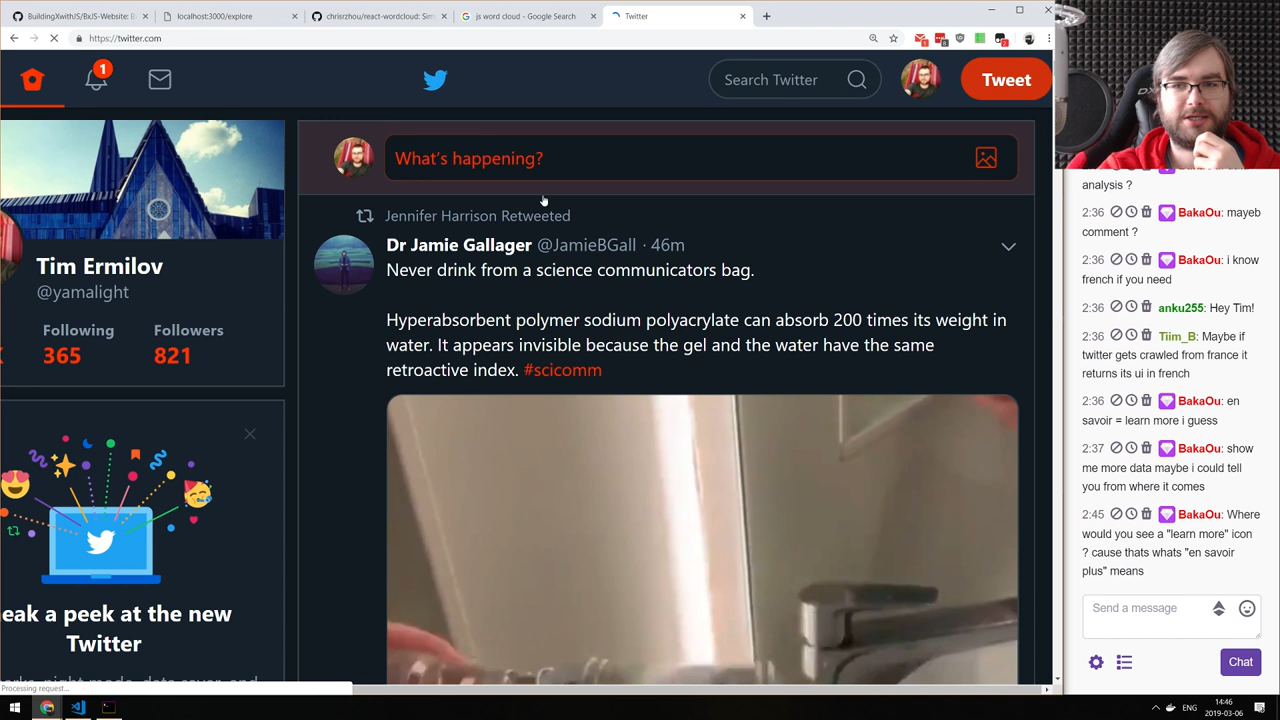 BuildingXwithJS/BxJS-Website: B
localhost:3000/explore
chrisrzhou/react-wordcloud: Sim
js word cloud - Google Search
Twitter
https://twitter.com
1
Search Twitter
Tweet
What's happening?
Jennifer Harrison Retweeted
Dr Jamie Gallager @JamieBGall · 46m
Never drink from a science communicators bag.
Hyperabsorbent polymer sodium polyacrylate can absorb 200 times its weight in
water. It appears invisible because the gel and the water have the same
retroactive index. #scicomm
Tim Ermilov
@yamalight
Following
Followers
365
821
eak a peek at the new
Twitter
Processing request...
analysis ?
2:36 BakaOu: mayeb
comment ?
2:36 BakaOu: i know
french if you need
2:36 anku255: Hey Tim!
2:36 Tiim_B: Maybe if
twitter gets crawled from france it
returns its ui in french
2:36 BakaOu: en
savoir = learn more i guess
2:37 BakaOu: show
me more data maybe i could tell
you from where it comes
2:45 BakaOu: Where
would you see a "learn more" icon
? cause thats whats "en savoir
plus" means
Send a message
Chat
ENG
14:46
2019-03-06